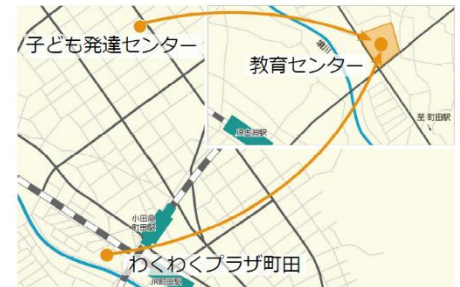 子ども発達センター
境川
教育センター
至 町田駅
JR古淵駅
小田急
町田駅
わくわくプラザ町田
JR町田駅